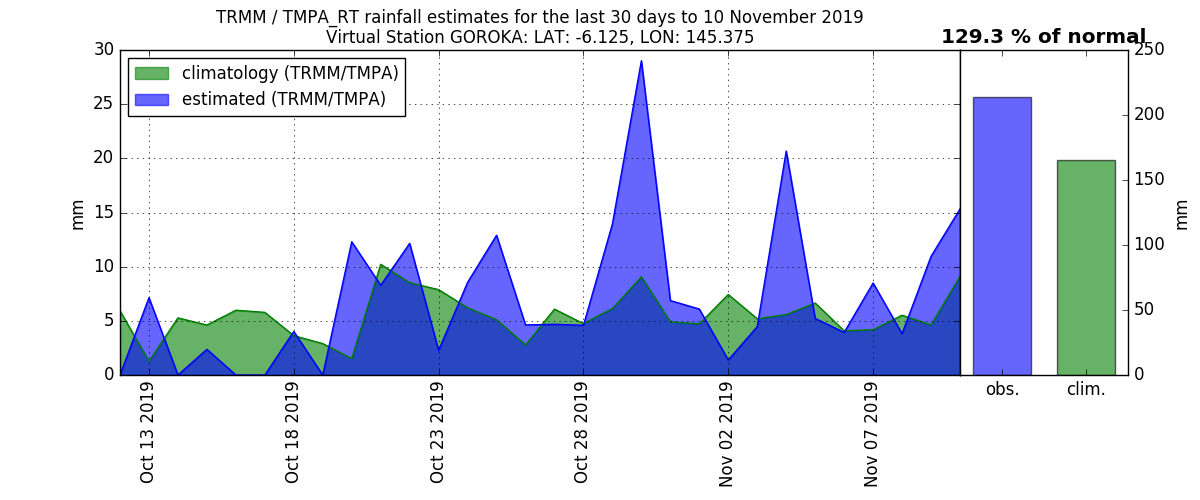 TRMM / TMPA_RT rainfall estimates for the last 30 days to 10 November 2019
Virtual Station GOROKA: LAT: -6.125, LON: 145.375
129.3 % of normal
climatology (TRMM/TMPA)
estimated (TRMM/TMPA)
30
25
20
15
10
5
0
mm
Oct 13 2019
Oct 18 2019
Oct 23 2019
Oct 28 2019
Nov 02 2019
Nov 07 2019
obs.
clim.
250
200
150
100
50
0
mm